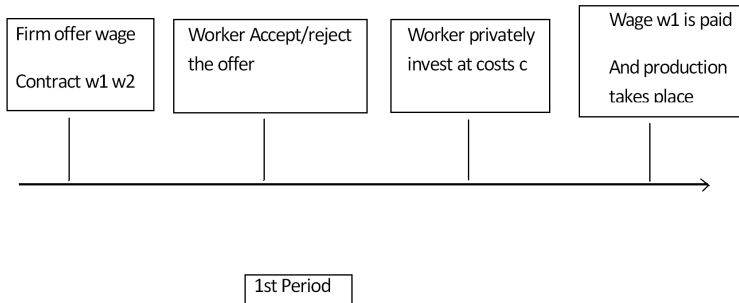 Firm offer wage
Contract w1 w2
Worker Accept/reject
the offer
Worker privately
invest at costs c
Wage w1 is paid
And production
takes place
1st Period